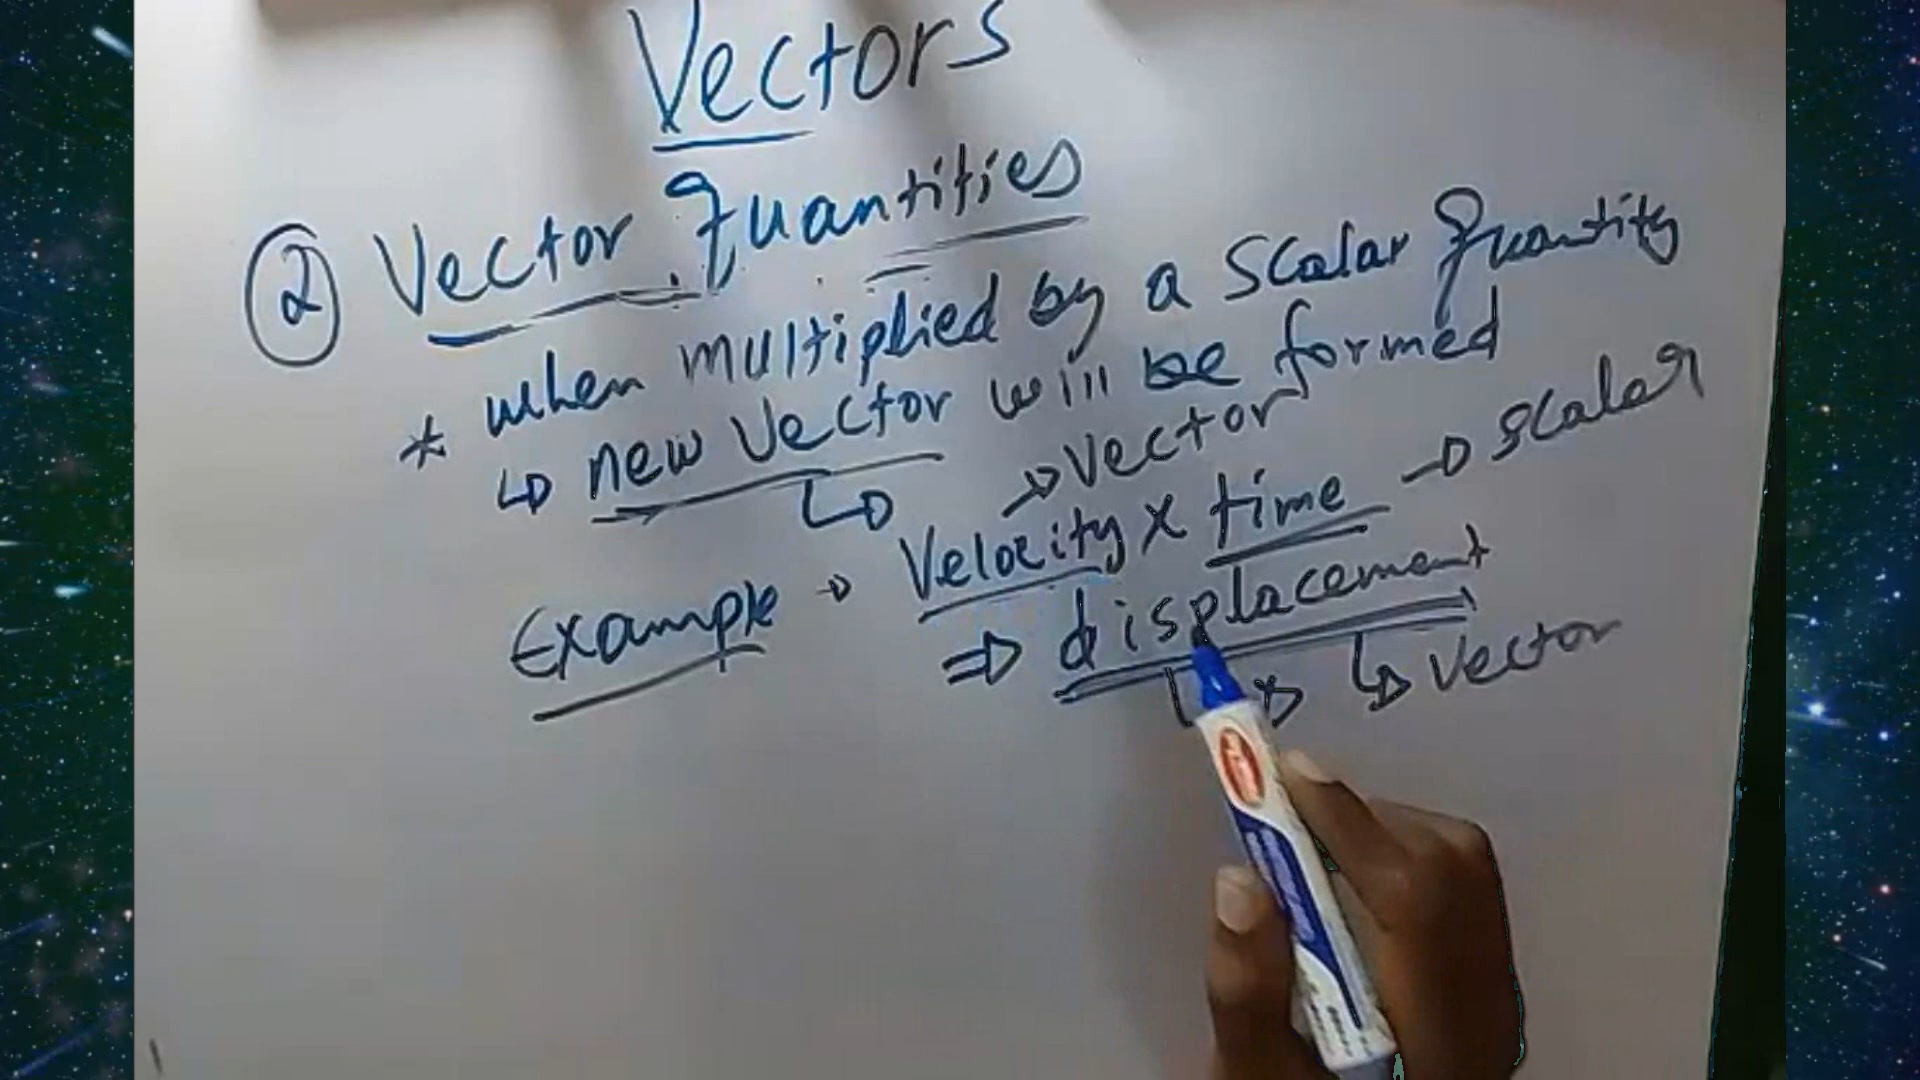 Vectors
② Vector Quantities
* when multiplied by a scalar Quantity
↳ new vector will be formed
→ Vector
Example → Velocity x time → scalar
⇒ displacement
↳ vector